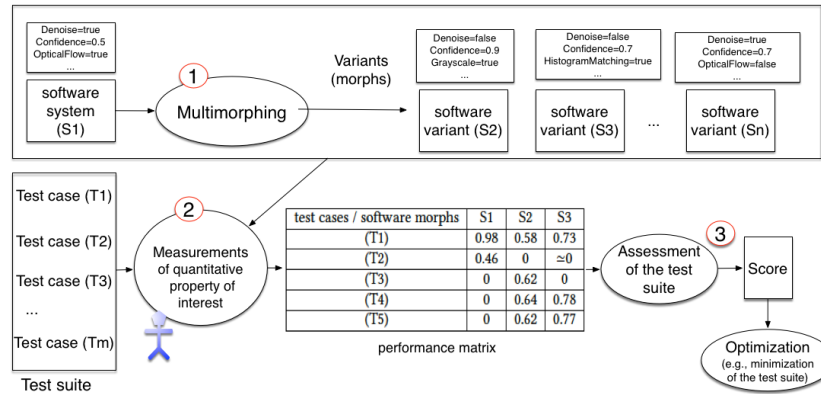 Denoise=true
Confidence=0.5
OpticalFlow=true
...
software
system
(S1)
1
Multimorphing
Variants
(morphs)
Denoise=false
Confidence=0.9
Grayscale=true
...
software
variant (S2)
Denoise=false
Confidence=0.7
HistogramMatching=true
...
software
variant (S3)
...
Denoise=true
Confidence=0.7
OpticalFlow=false
...
software
variant (Sn)
Test case (T1)
Test case (T2)
Test case (T3)
...
Test case (Tm)
Test suite
2
Measurements
of quantitative
property of
interest
test cases / software morphs S1 S2 S3
(T1) 0.98 0.58 0.73
(T2) 0.46 0 ≃0
(T3) 0 0.62 0
(T4) 0 0.64 0.78
(T5) 0 0.62 0.77
performance matrix
3
Assessment
of the test
suite
Score
Optimization
(e.g., minimization
of the test suite)